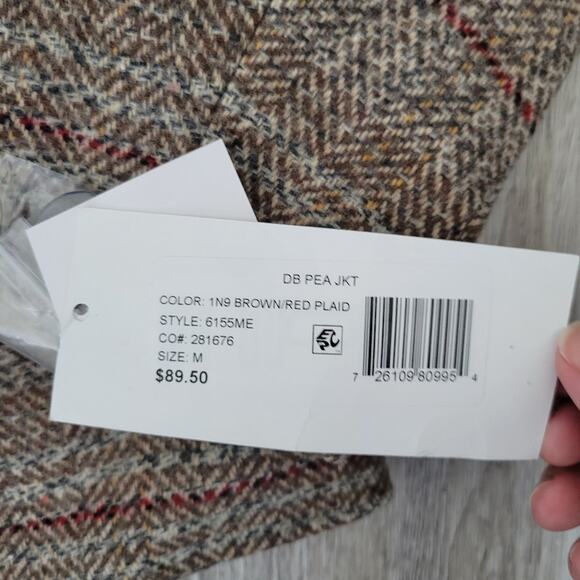 DB PEA JKT
COLOR: 1N9 BROWN/RED PLAID
STYLE: 6155ME
CO#: 281676
SIZE: M
$89.50
EPC
7 26109 80995 4